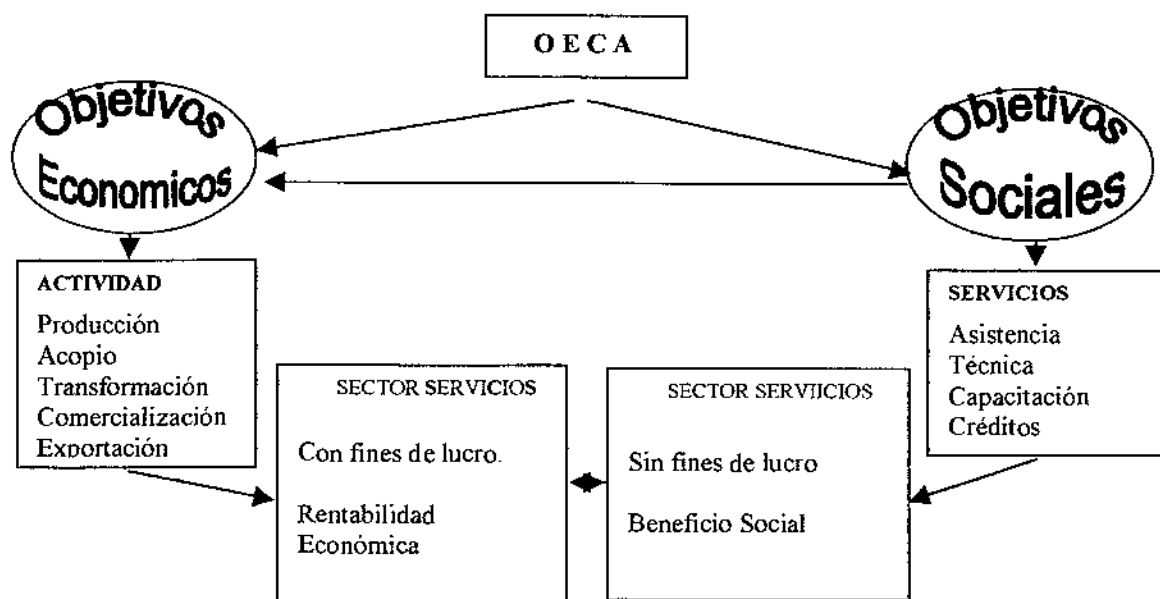 O E C A
Objetivos
Economicos
Objetivos
Sociales
ACTIVIDAD
Producción
Acopio
Transformación
Comercialización
Exportación
SERVICIOS
Asistencia
Técnica
Capacitación
Créditos
SECTOR SERVICIOS
Con fines de lucro.
Rentabilidad
Económica
SECTOR SERVIICIOS
Sin fines de lucro
Beneficio Social